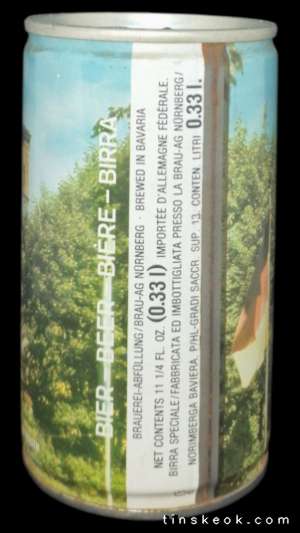 BIER-BEER-BIERE-BIRRA
BRAUEREI-ABFÜLLUNG/BRAU-AG NÜRNBERG · BREWED IN BAVARIA
NET CONTENTS 11 1/4 FL. OZ. (0.33 l) IMPORTÉE D'ALLEMAGNE FÉDÉRALE.
BIRRA SPECIALE/FABBRICATA ED IMBOTTIGLIATA PRESSO LA BRAU-AG NÜRNBERG/
NORIMBERGA BAVIERA. P/HL-GRADI SACCR. SUP. 13. CONTEN. LITRI 0.33 l.
tinskeok.com